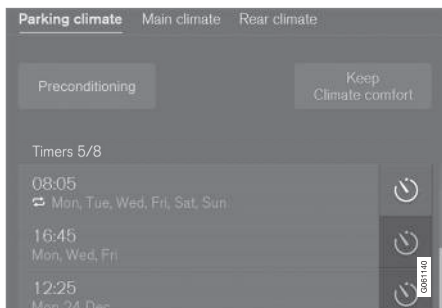 Parking climate Main climate Rear climate
Preconditioning
Keep
Climate comfort
Timers 5/8
08:05
Mon, Tue, Wed, Fri, Sat, Sun
16:45
Mon, Wed, Fri
12:25
Mon 24 Dec
G061140